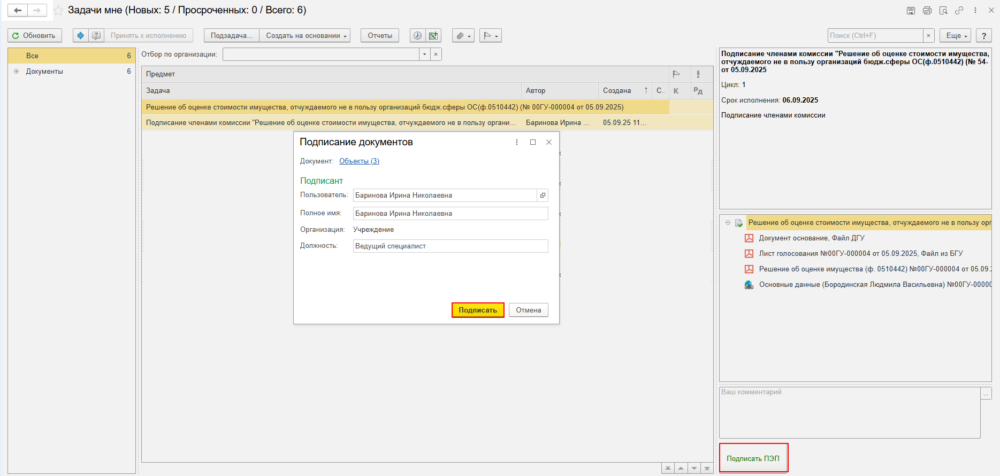 Задачи мне (Новых: 5 / Просроченных: 0 / Всего: 6)
Обновить
Принять к исполнению
Подзадача...
Создать на основании
Отчеты
Поиск (Ctrl+F)
×
Еще
?
Все 6
Документы 6
Отбор по организации:
Предмет
Задача Автор Создана ↑ С.. К Рд
Решение об оценке стоимости имущества, отчуждаемого не в пользу организаций бюдж.сферы ОС(ф.0510442) (№ 00ГУ-000004 от 05.09.2025)
Подписание членами комиссии "Решение об оценке стоимости имущества, отчуждаемого не в пользу органи... Баринова Ирина ... 05.09.25 11...
Подписание документов
Документ: Объекты (3)
Подписант
Пользователь: Баринова Ирина Николаевна
Полное имя: Баринова Ирина Николаевна
Организация: Учреждение
Должность: Ведущий специалист
Подписать
Отмена
Подписание членами комиссии "Решение об оценке стоимости имущества,
отчуждаемого не в пользу организаций бюдж.сферы ОС(ф.0510442) (№ 54-
от 05.09.2025
Цикл: 1
Срок исполнения: 06.09.2025
Подписание членами комиссии
Решение об оценке стоимости имущества, отчуждаемого не в пользу орг
Документ основание, Файл ДГУ
Лист голосования №00ГУ-000004 от 05.09.2025, Файл из БГУ
Решение об оценке имущества (ф. 0510442) №00ГУ-000004 от 05.09.2
Основные данные (Бородинская Людмила Васильевна) №00ГУ-0000
Ваш комментарий
...
Подписать ПЭП